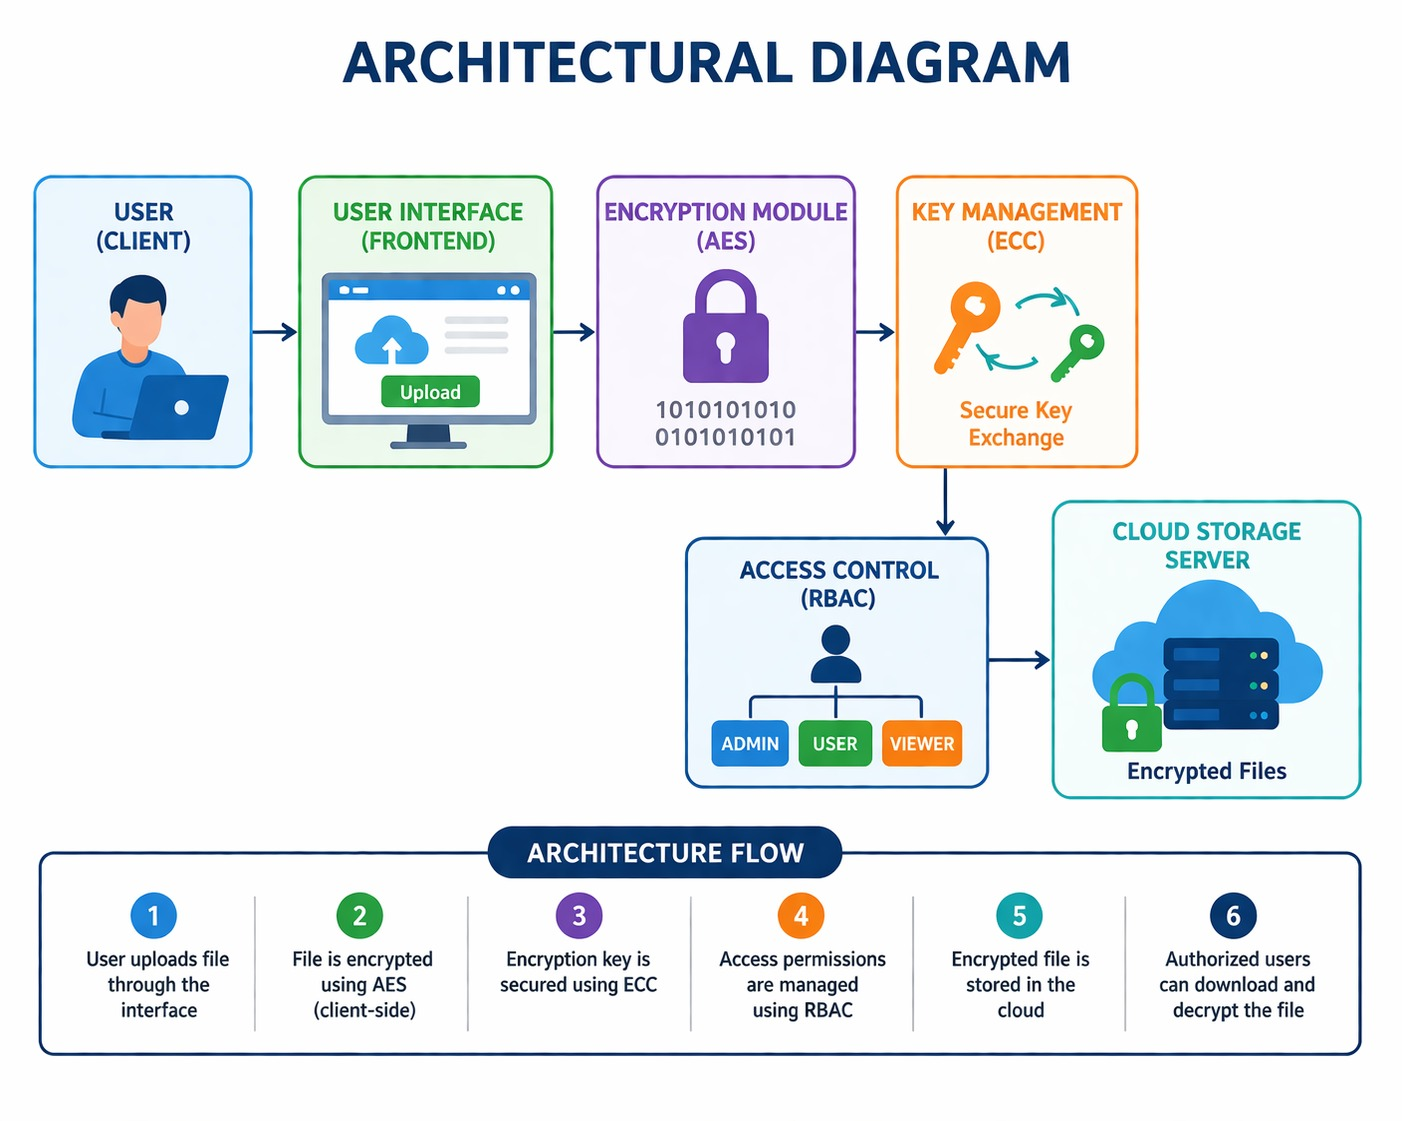 ARCHITECTURAL DIAGRAM
USER
(CLIENT)
USER INTERFACE
(FRONTEND)
Upload
ENCRYPTION MODULE
(AES)
1010101010
0101010101
KEY MANAGEMENT
(ECC)
Secure Key
Exchange
ACCESS CONTROL
(RBAC)
ADMIN
USER
VIEWER
CLOUD STORAGE
SERVER
Encrypted Files
ARCHITECTURE FLOW
1
User uploads file
through the
interface
2
File is encrypted
using AES
(client-side)
3
Encryption key is
secured using ECC
4
Access permissions
are managed
using RBAC
5
Encrypted file is
stored in the
cloud
6
Authorized users
can download and
decrypt the file